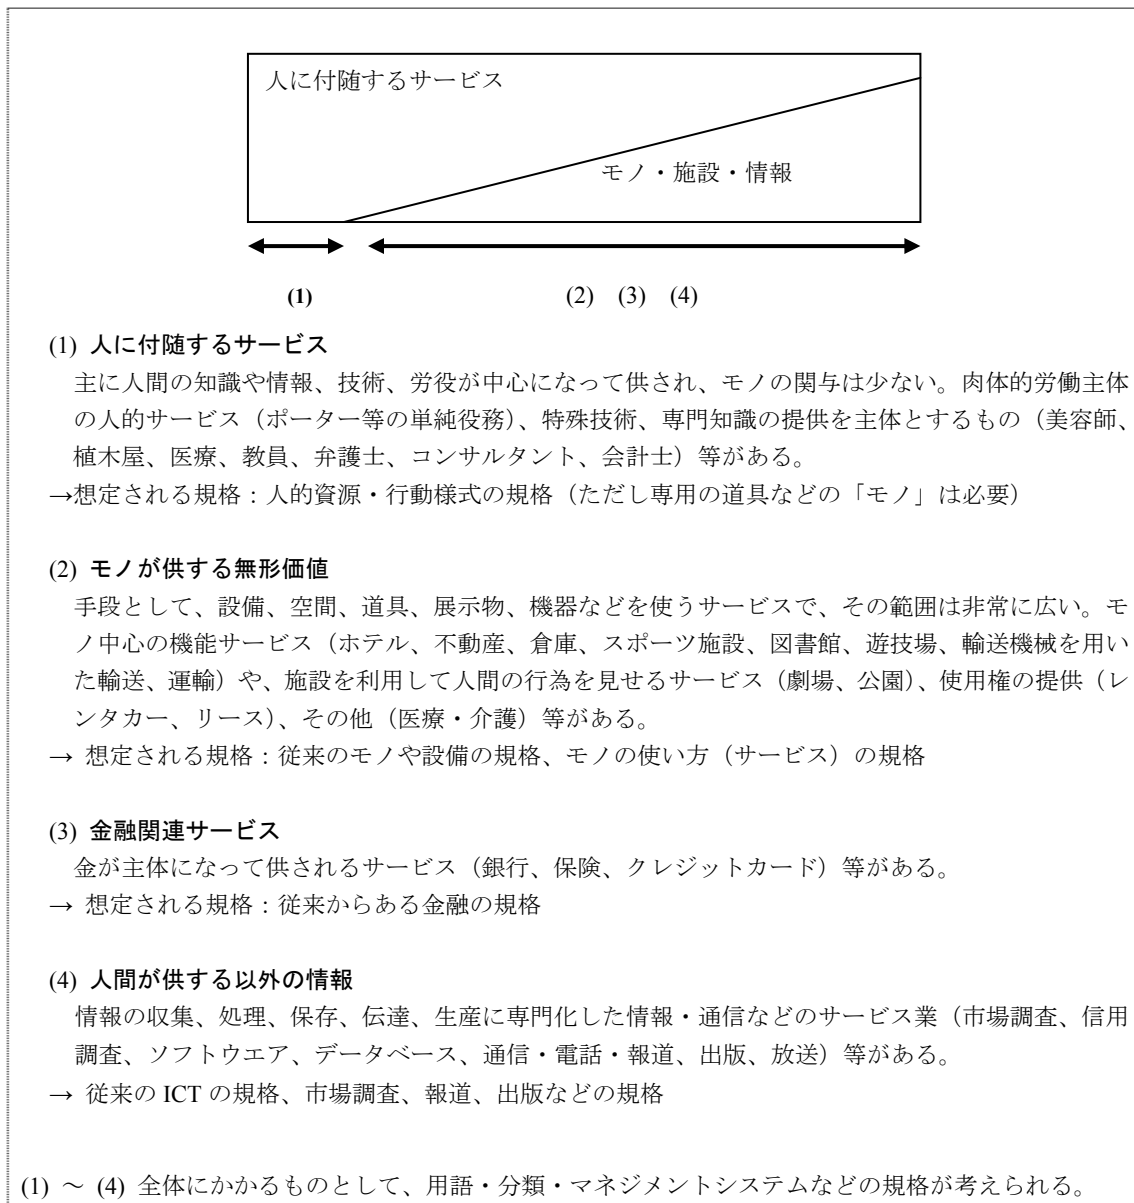 人に付随するサービス
モノ・施設・情報
(1)
(2) (3) (4)
(1) 人に付随するサービス
主に人間の知識や情報、技術、労役が中心になって供され、モノの関与は少ない。肉体的労働主体
の人的サービス（ポーター等の単純役務）、特殊技術、専門知識の提供を主体とするもの（美容師、
植木屋、医療、教員、弁護士、コンサルタント、会計士）等がある。
→想定される規格：人的資源・行動様式の規格（ただし専用の道具などの「モノ」は必要）
(2) モノが供する無形価値
手段として、設備、空間、道具、展示物、機器などを使うサービスで、その範囲は非常に広い。モ
ノ中心の機能サービス（ホテル、不動産、倉庫、スポーツ施設、図書館、遊技場、輸送機械を用い
た輸送、運輸）や、施設を利用して人間の行為を見せるサービス（劇場、公園）、使用権の提供（レ
ンタカー、リース）、その他（医療・介護）等がある。
→ 想定される規格：従来のモノや設備の規格、モノの使い方（サービス）の規格
(3) 金融関連サービス
金が主体になって供されるサービス（銀行、保険、クレジットカード）等がある。
→ 想定される規格：従来からある金融の規格
(4) 人間が供する以外の情報
情報の収集、処理、保存、伝達、生産に専門化した情報・通信などのサービス業（市場調査、信用
調査、ソフトウエア、データベース、通信・電話・報道、出版、放送）等がある。
→ 従来の ICT の規格、市場調査、報道、出版などの規格
(1) ～ (4) 全体にかかるものとして、用語・分類・マネジメントシステムなどの規格が考えられる。